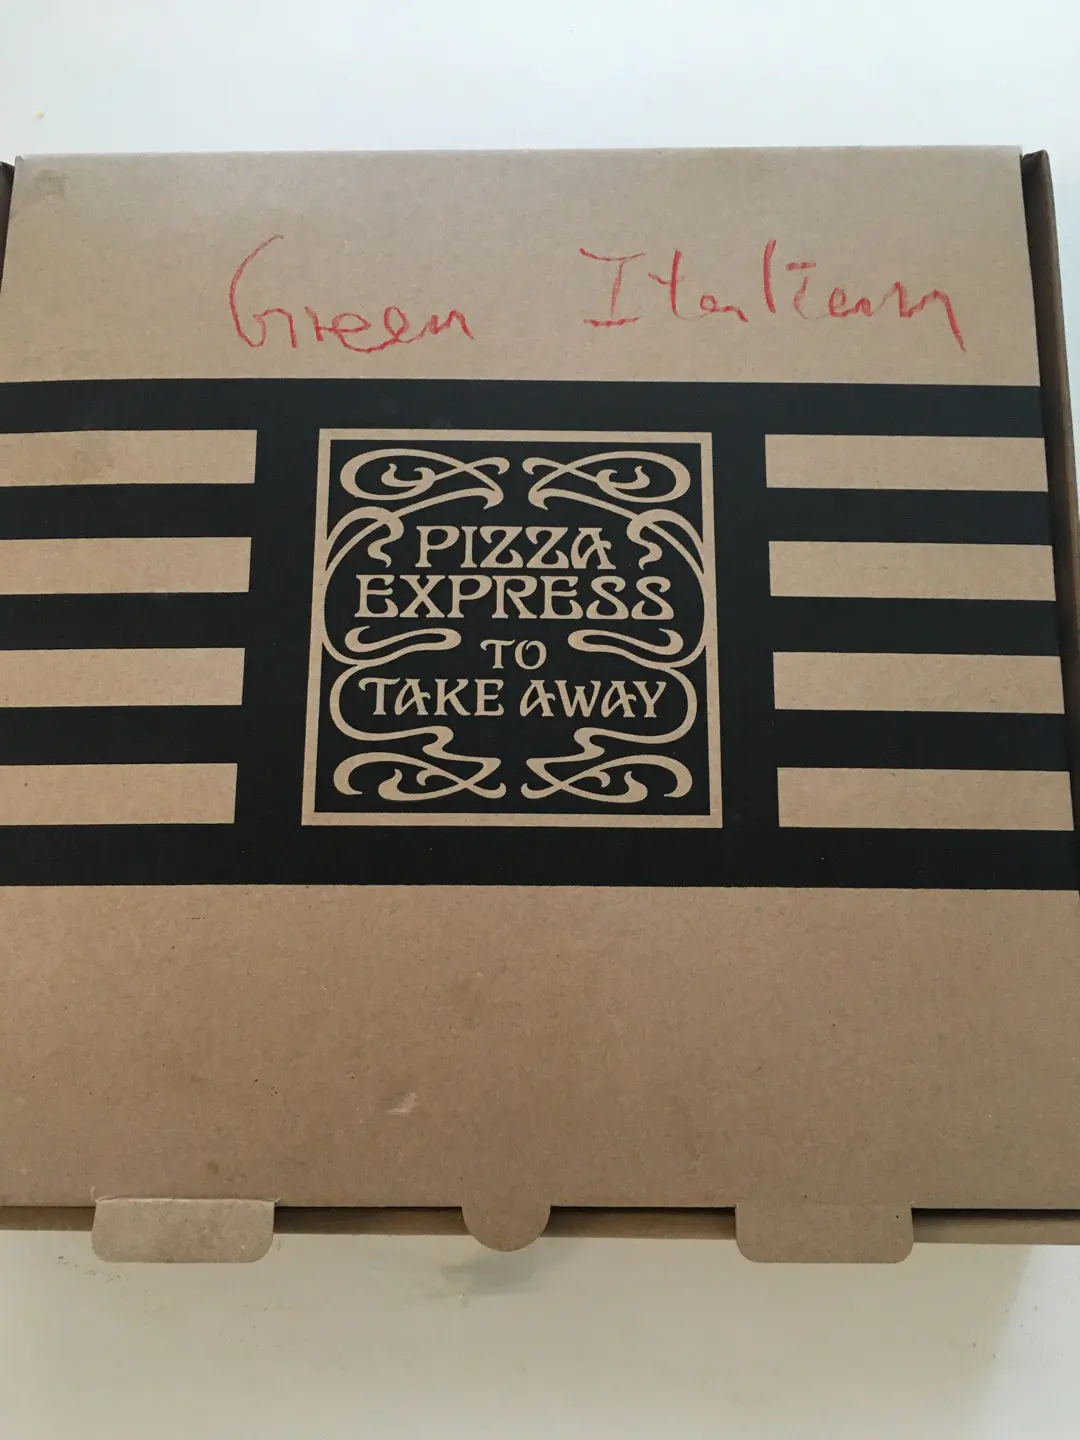 Green Italian
PIZZA
EXPRESS
TO
TAKE AWAY